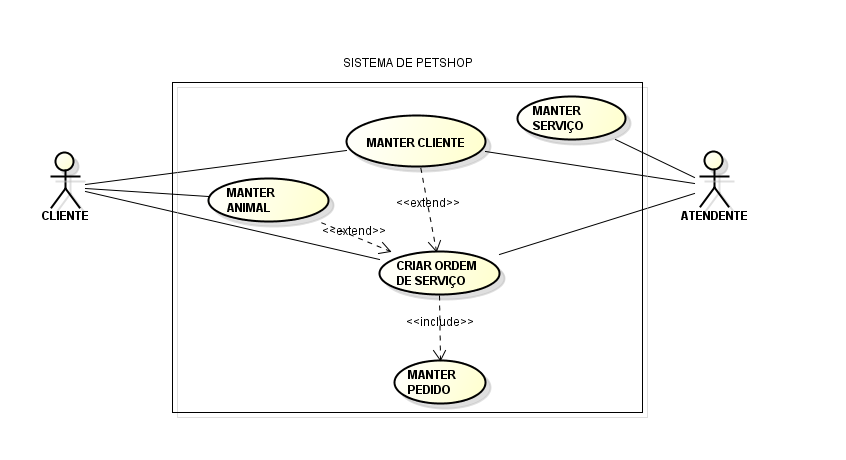 SISTEMA DE PETSHOP
MANTER
SERVIÇO
MANTER CLIENTE
CLIENTE
MANTER
ANIMAL
ATENDENTE
<<extend>>
<<extend>>
CRIAR ORDEM
DE SERVIÇO
<<include>>
MANTER
PEDIDO